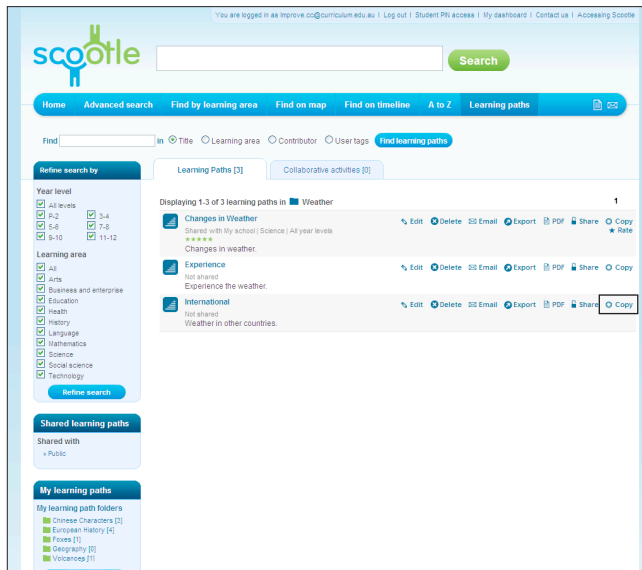 You are logged in as improve.cc@curriculum.edu.au | Log out | Student PIN access | My dashboard | Contact us | Accessing Scootle
scootle
Search
Home Advanced search Find by learning area Find on map Find on timeline A to Z Learning paths
Find in Title Learning area Contributor User tags Find learning paths
Refine search by
Year level
All levels
P-2 3-4
5-6 7-8
9-10 11-12
Learning area
All
Arts
Business and enterprise
Education
Health
History
Language
Mathematics
Science
Social science
Technology
Refine search
Shared learning paths
Shared with
» Public
My learning paths
My learning path folders
Chinese Characters [3]
European History [4]
Foxes [1]
Geography [6]
Volcanoes [1]
Learning Paths [3] Collaborative activities [0]
Displaying 1-3 of 3 learning paths in Weather 1
Changes in Weather Edit Delete Email Export PDF Share Copy
Shared with My school | Science | All year levels Rate
Changes in weather.
Experience Edit Delete Email Export PDF Share Copy
Not shared
Experience the weather.
International Edit Delete Email Export PDF Share Copy
Not shared
Weather in other countries.